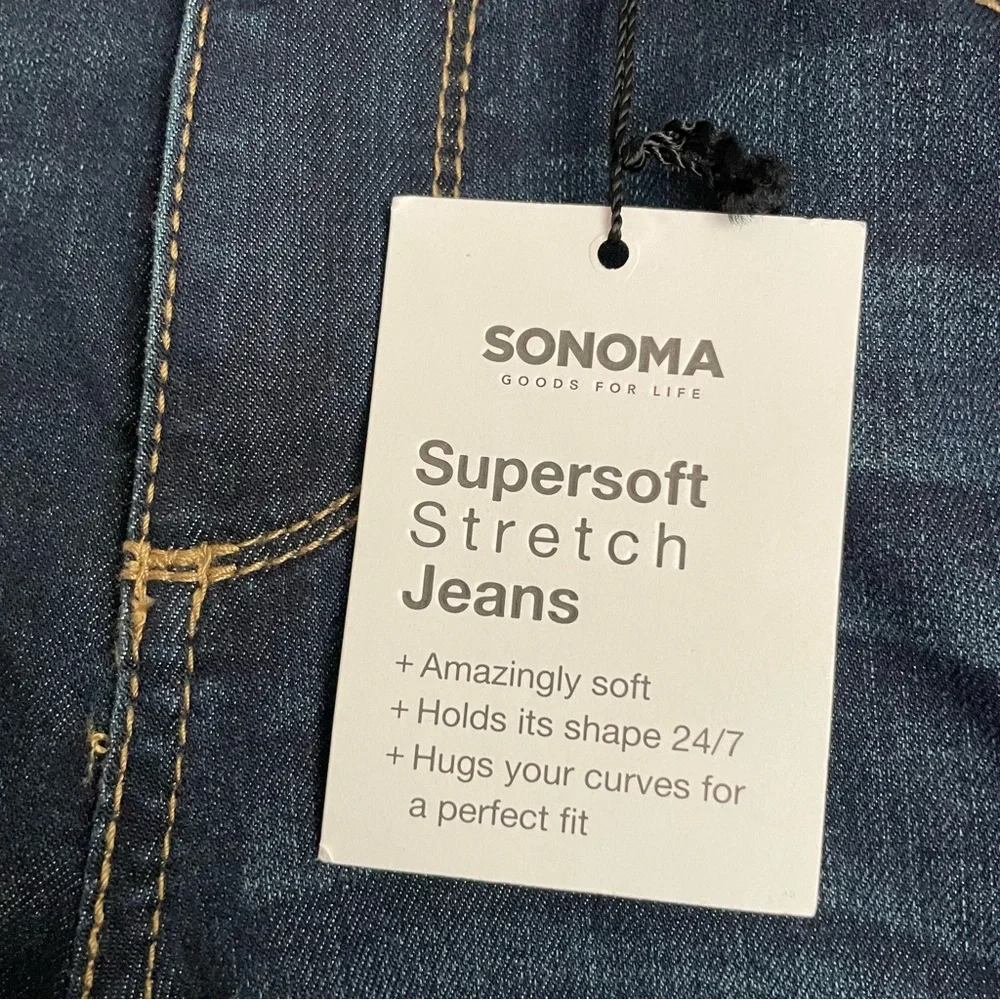 SONOMA
GOODS FOR LIFE
Supersoft
Stretch
Jeans
+ Amazingly soft
+ Holds its shape 24/7
+ Hugs your curves for
a perfect fit